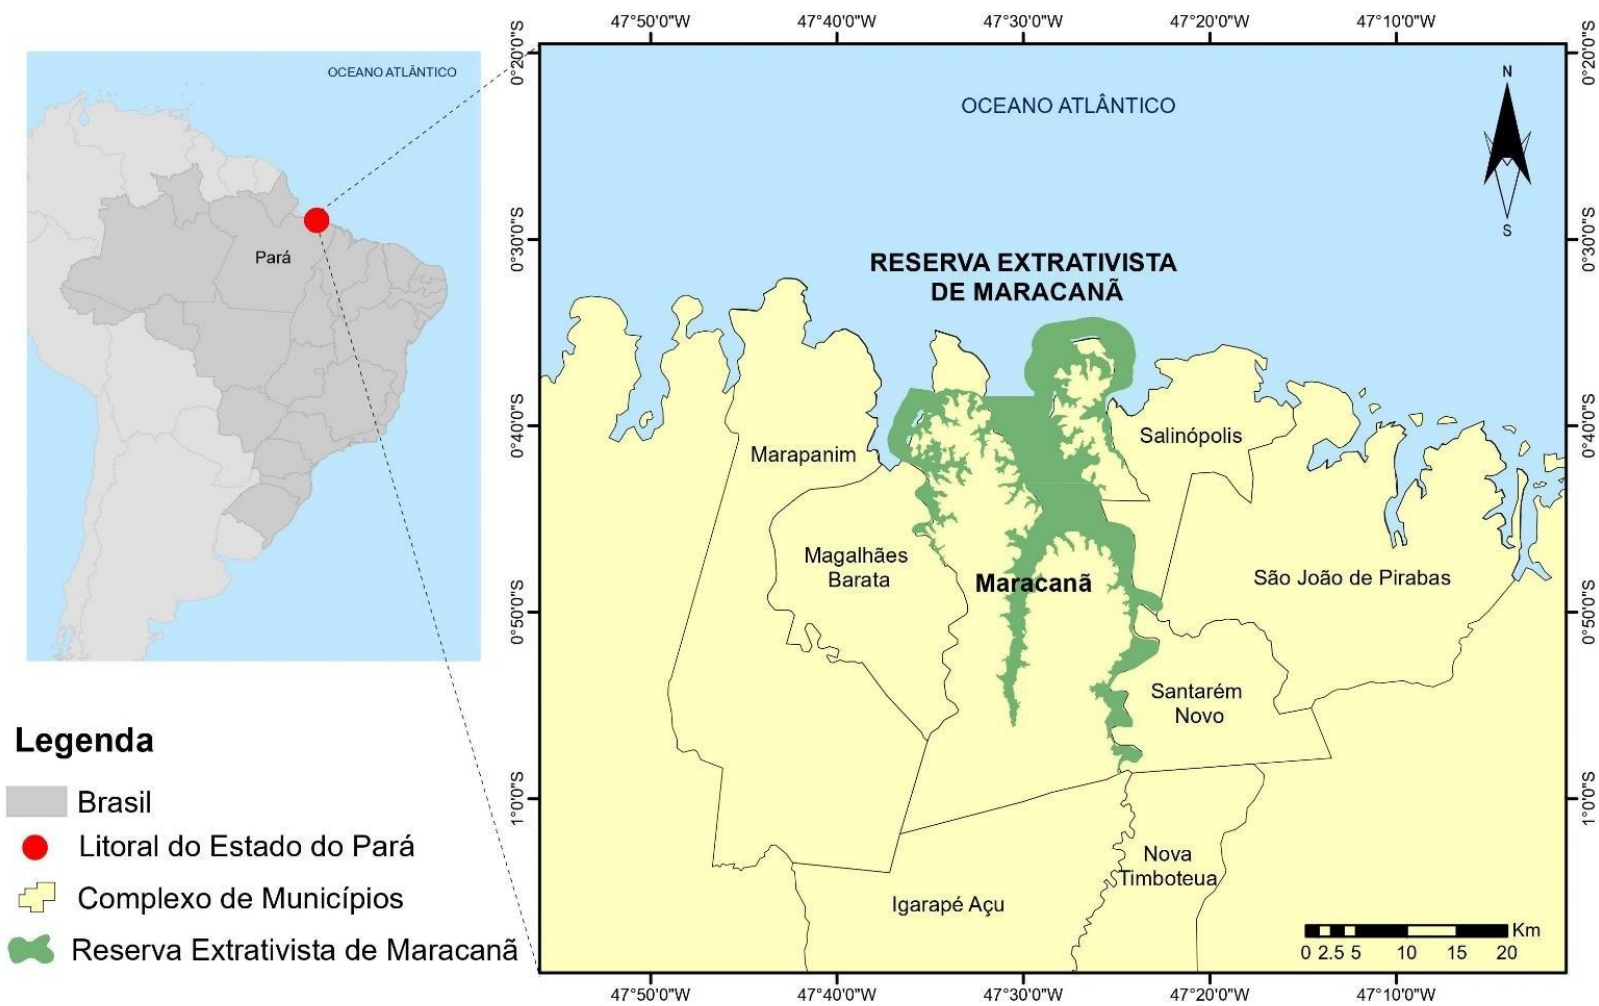 OCEANO ATLÂNTICO
Pará
Legenda
Brasil
Litoral do Estado do Pará
Complexo de Municípios
Reserva Extrativista de Maracanã
47°50'0"W
47°40'0"W
47°30'0"W
47°20'0"W
47°10'0"W
0°20'0"S
0°30'0"S
0°40'0"S
0°50'0"S
1°0'0"S
OCEANO ATLÂNTICO
N
S
RESERVA EXTRATIVISTA
DE MARACANÃ
Marapanim
Salinópolis
Magalhães
Barata
Maracanã
São João de Pirabas
Santarém
Novo
Nova
Timboteua
Igarapé Açu
Km
0 2.5 5 10 15 20
0°20'0"S
0°30'0"S
0°40'0"S
0°50'0"S
1°0'0"S
47°50'0"W
47°40'0"W
47°30'0"W
47°20'0"W
47°10'0"W